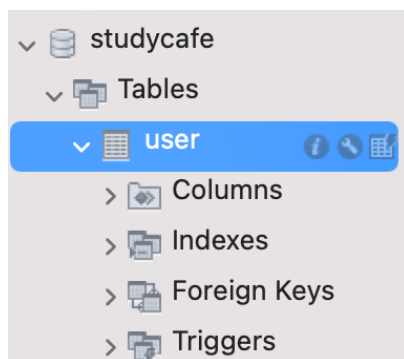 studycafe
Tables
user
Columns
Indexes
Foreign Keys
Triggers